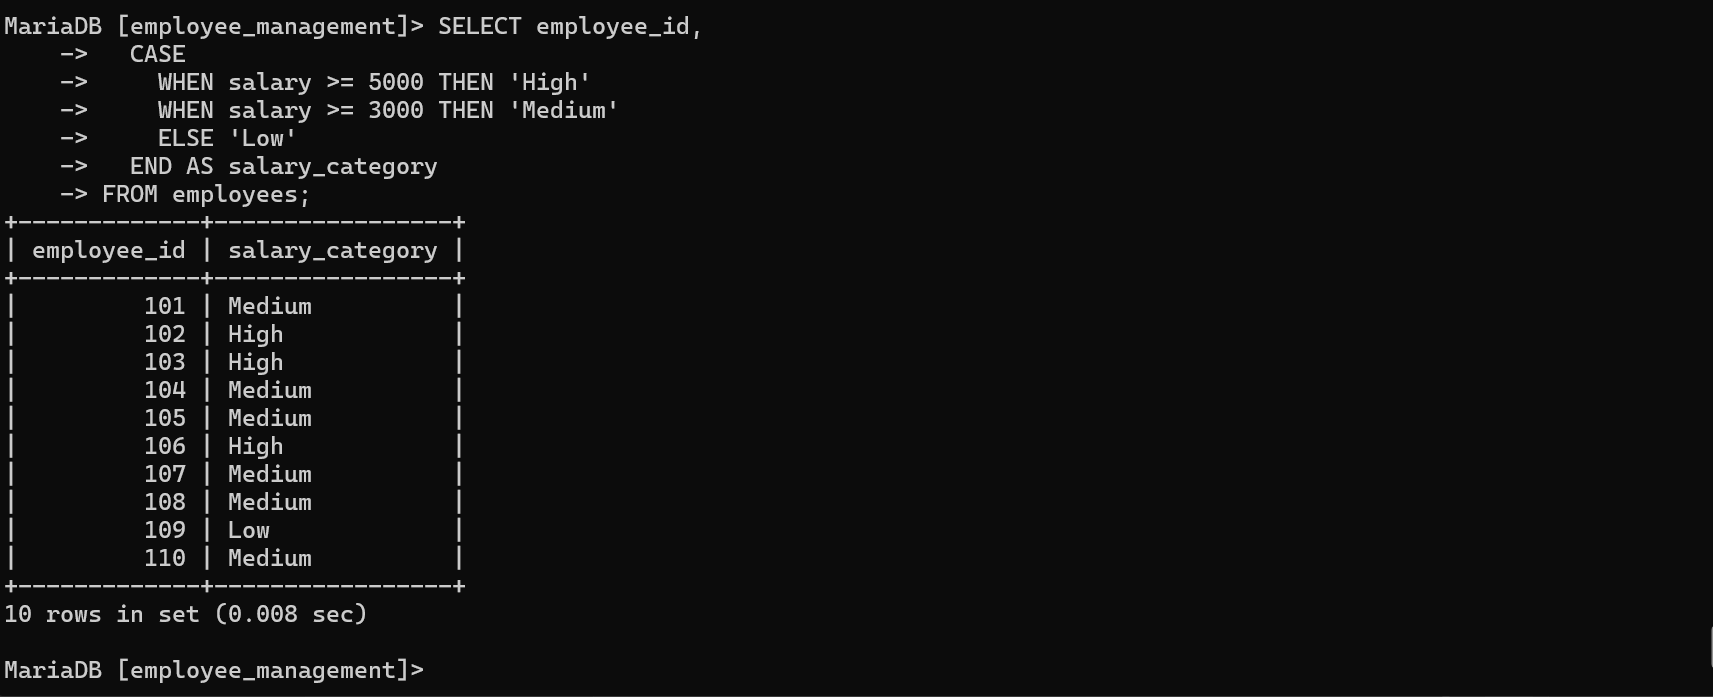 MariaDB [employee_management]> SELECT employee_id,
    ->   CASE
    ->     WHEN salary >= 5000 THEN 'High'
    ->     WHEN salary >= 3000 THEN 'Medium'
    ->     ELSE 'Low'
    ->   END AS salary_category
    -> FROM employees;
+-------------+-----------------+
| employee_id | salary_category |
+-------------+-----------------+
|         101 | Medium          |
|         102 | High            |
|         103 | High            |
|         104 | Medium          |
|         105 | Medium          |
|         106 | High            |
|         107 | Medium          |
|         108 | Medium          |
|         109 | Low             |
|         110 | Medium          |
+-------------+-----------------+
10 rows in set (0.008 sec)

MariaDB [employee_management]>